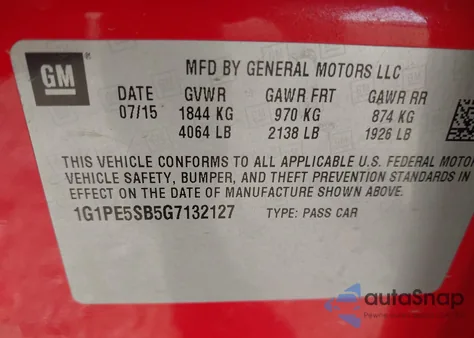 GM
MFD BY GENERAL MOTORS LLC
DATE GVWR GAWR FRT GAWR RR
07/15 1844 KG 970 KG 874 KG
4064 LB 2138 LB 1926 LB
THIS VEHICLE CONFORMS TO ALL APPLICABLE U.S. FEDERAL MOTOR
VEHICLE SAFETY, BUMPER, AND THEFT PREVENTION STANDARDS IN
EFFECT ON THE DATE OF MANUFACTURE SHOWN ABOVE.
1G1PE5SB5G7132127 TYPE: PASS CAR
autoSnap